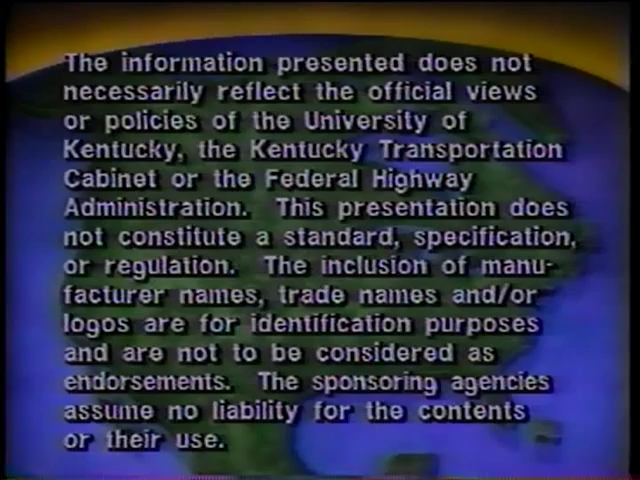 The information presented does not
necessarily reflect the official views
or policies of the University of
Kentucky, the Kentucky Transportation
Cabinet or the Federal Highway
Administration.  This presentation does
not constitute a standard, specification,
or regulation.  The inclusion of manu-
facturer names, trade names and/or
logos are for identification purposes
and are not to be considered as
endorsements.  The sponsoring agencies
assume no liability for the contents
or their use.